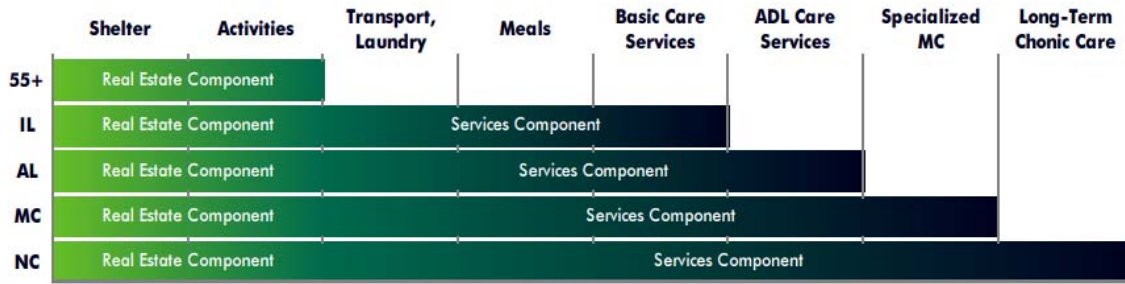 Shelter
Activities
Transport,
Laundry
Meals
Basic Care
Services
ADL Care
Services
Specialized
MC
Long-Term
Chonic Care
55+ Real Estate Component
IL Real Estate Component Services Component
AL Real Estate Component Services Component
MC Real Estate Component Services Component
NC Real Estate Component Services Component